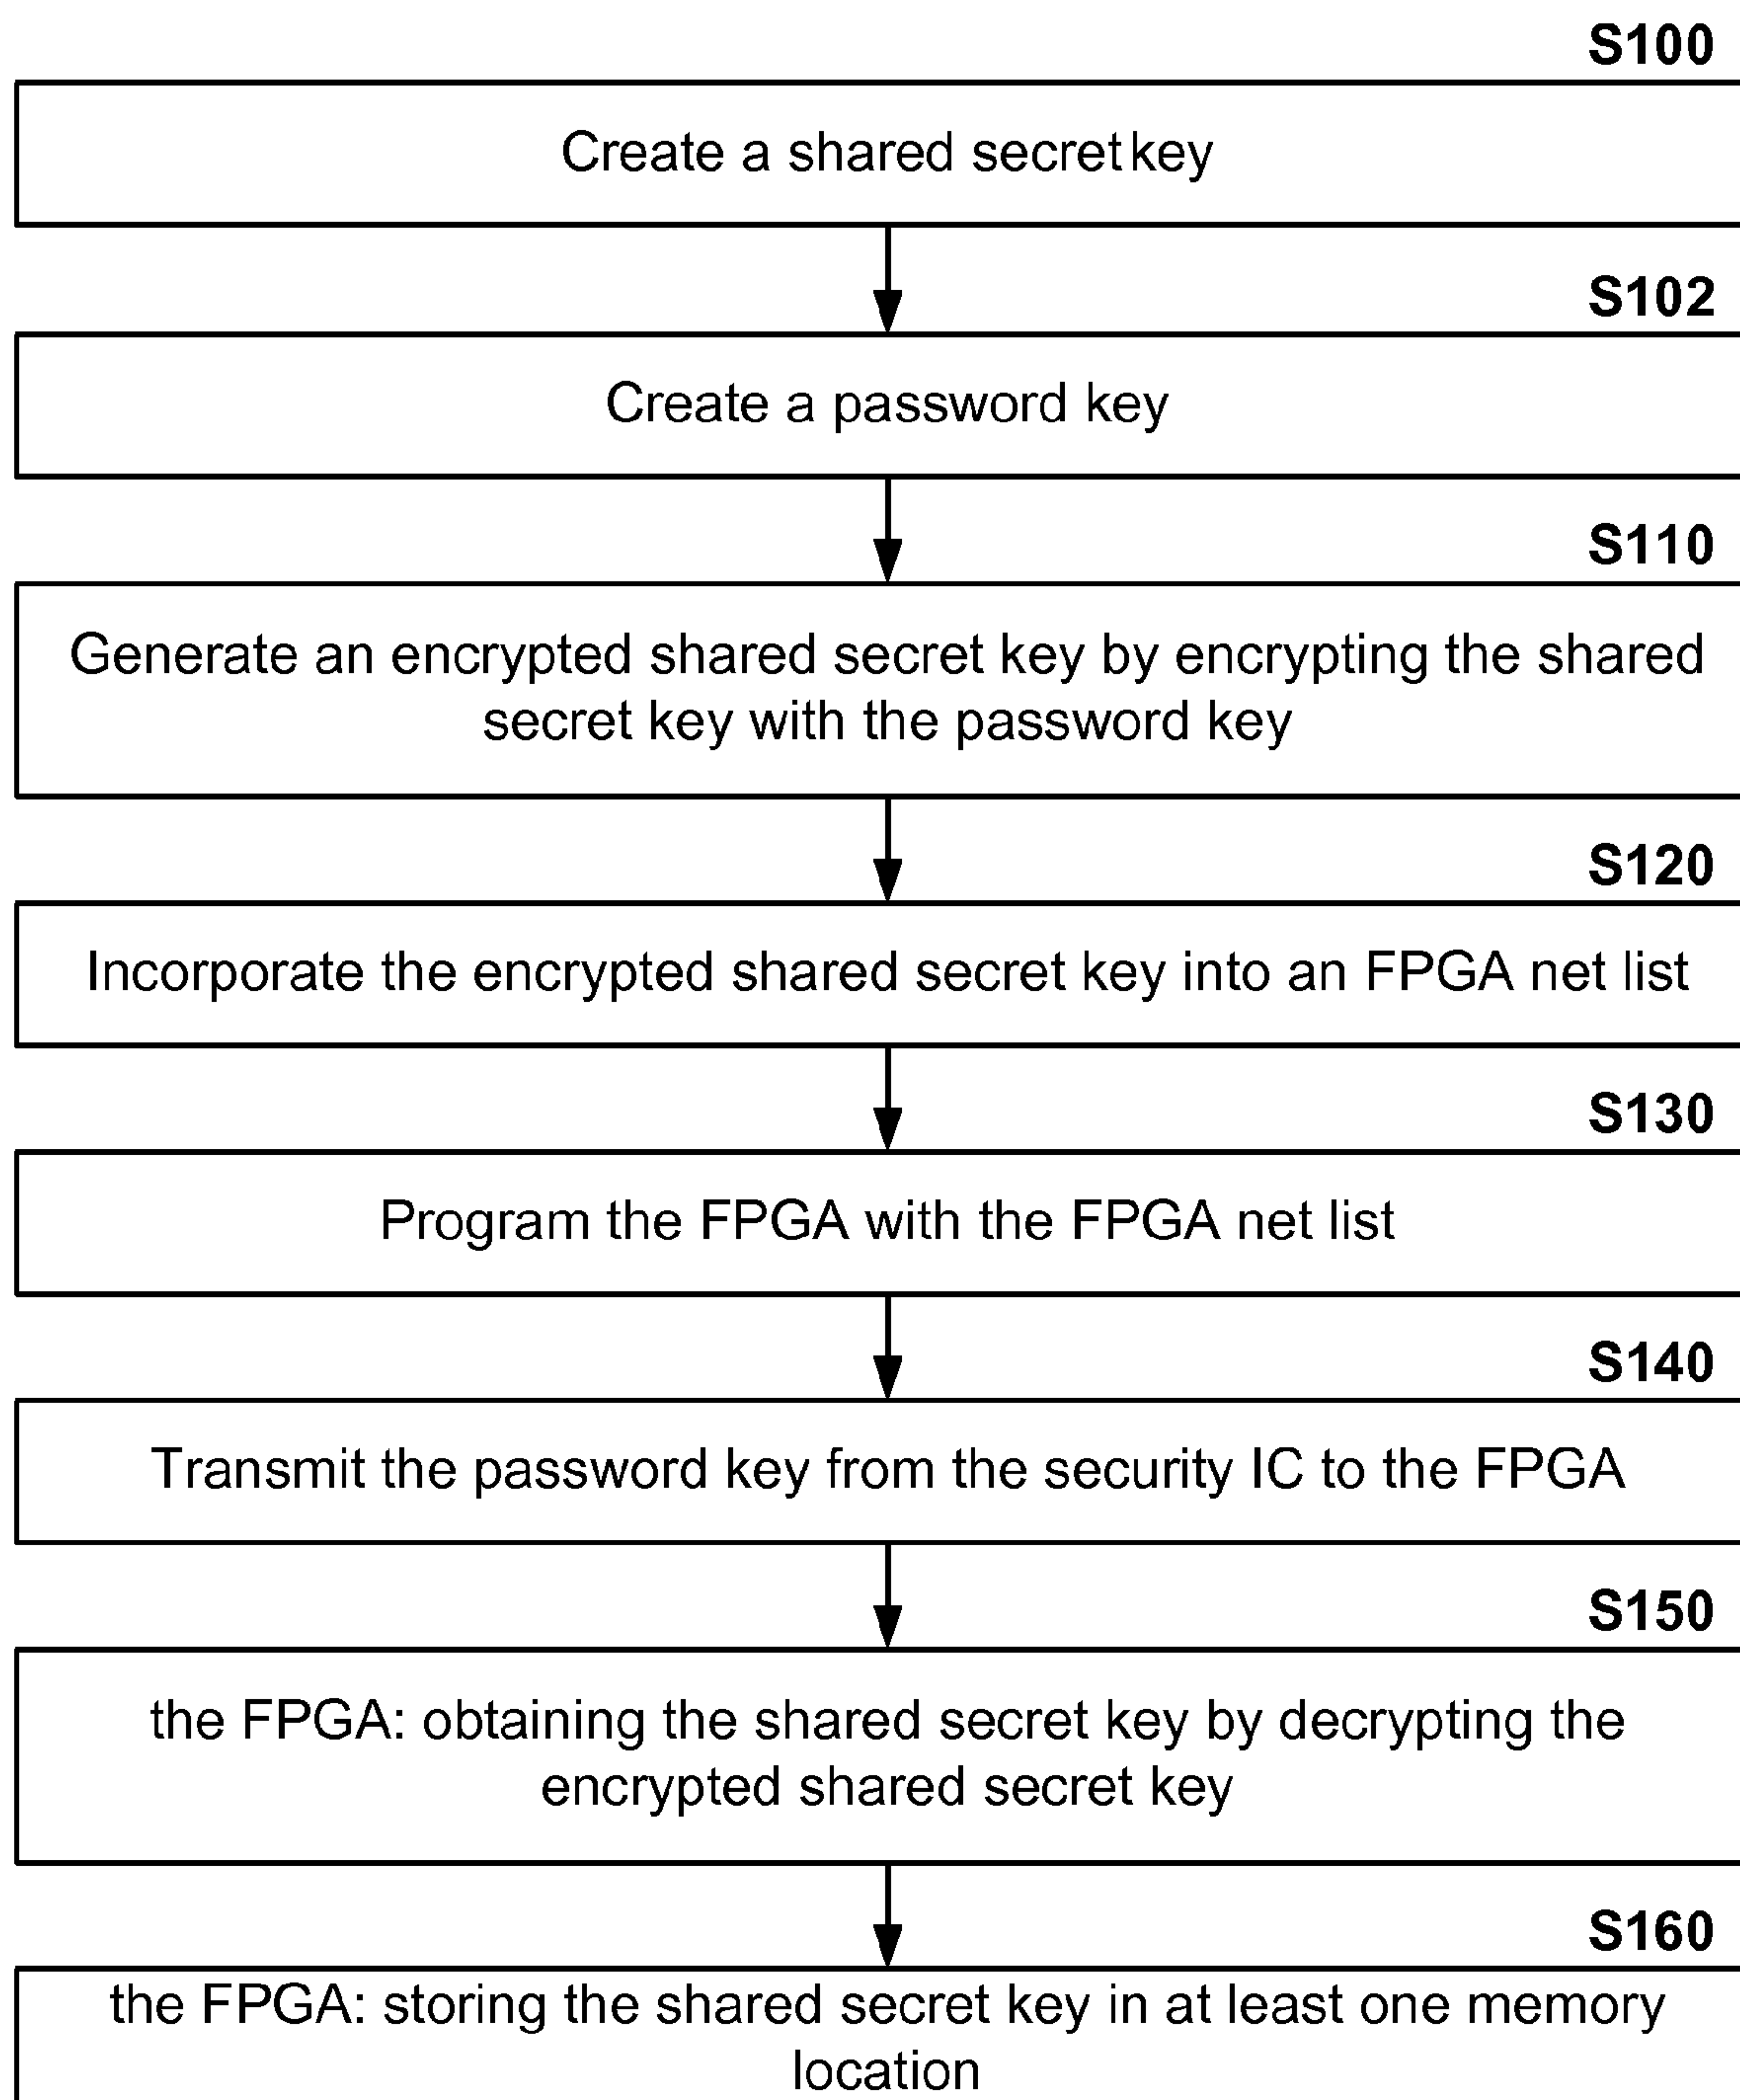 S100
Create a shared secret key
S102
Create a password key
S110
Generate an encrypted shared secret key by encrypting the shared
secret key with the password key
S120
Incorporate the encrypted shared secret key into an FPGA net list
S130
Program the FPGA with the FPGA net list
S140
Transmit the password key from the security IC to the FPGA
S150
the FPGA: obtaining the shared secret key by decrypting the
encrypted shared secret key
S160
the FPGA: storing the shared secret key in at least one memory
location